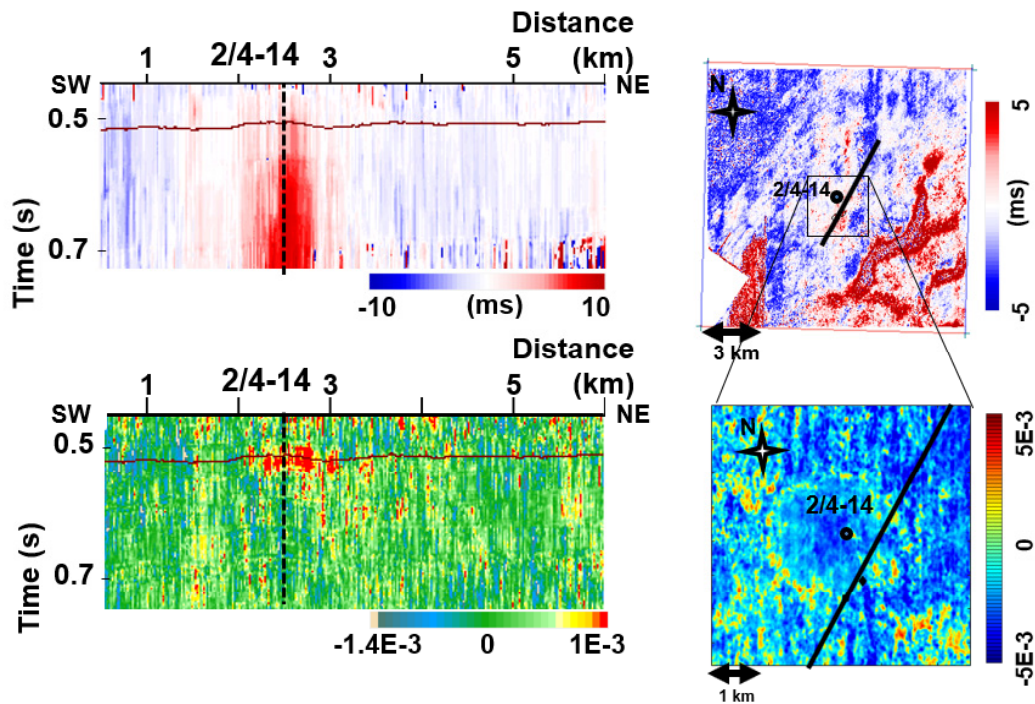 Distance
(km)
1
2/4-14
3
5
SW
NE
0.5
0.7
Time (s)
-10
(ms)
10
N
2/4-14
3 km
5
(ms)
-5
Distance
(km)
1
2/4-14
3
5
SW
NE
0.5
0.7
Time (s)
-1.4E-3
0
1E-3
N
2/4-14
1 km
5E-3
0
-5E-3